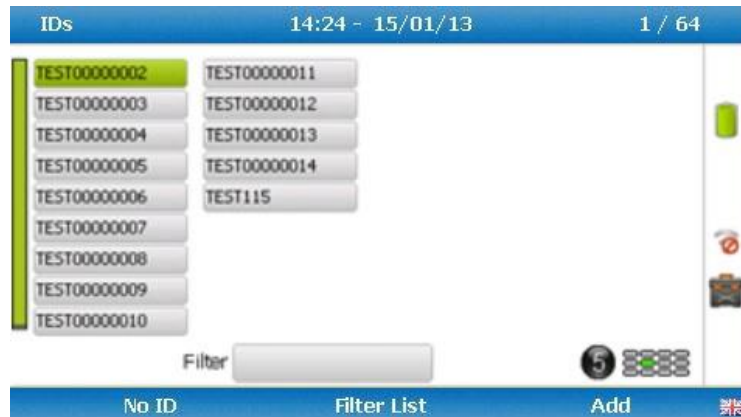 IDs 14:24 - 15/01/13 1 / 64
TEST00000002 TEST00000011
TEST00000003 TEST00000012
TEST00000004 TEST00000013
TEST00000005 TEST00000014
TEST00000006 TEST115
TEST00000007
TEST00000008
TEST00000009
TEST00000010
Filter 5
No ID Filter List Add